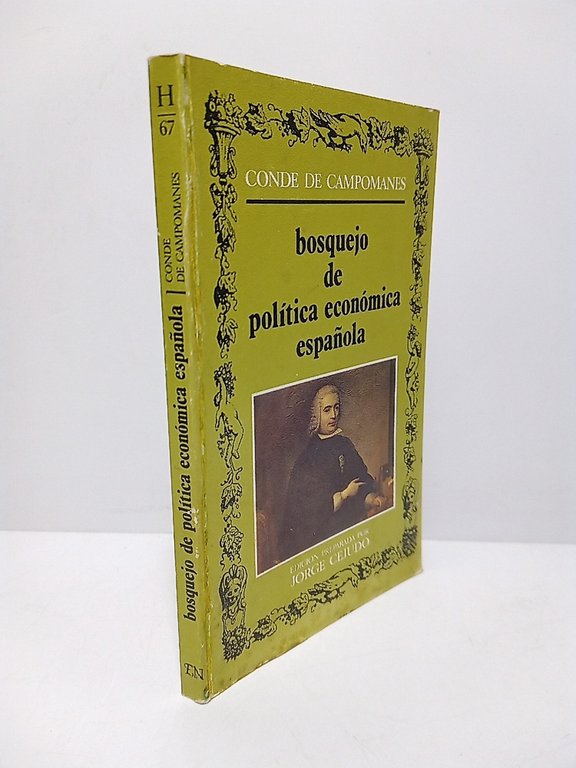 H
67
CONDE
DE CAMPOMANES
bosquejo de política económica española
EN
CONDE DE CAMPOMANES
bosquejo
de
política económica
española
EDICION PREPARADA POR
JORGE CEJUDO